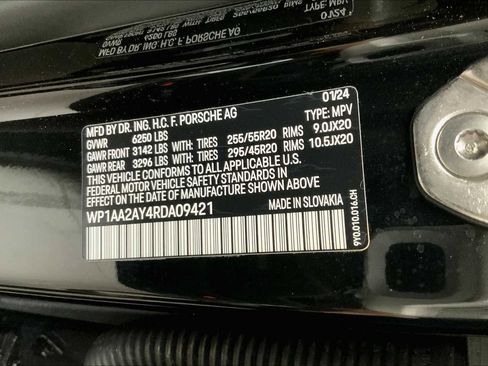 MFD BY DR. ING. H.C. F. PORSCHE AG 01/24
GVWR 6250 LBS TYPE: MPV
GAWR FRONT 3142 LBS WITH TIRES 255/55R20 RIMS 9.0JX20
GAWR REAR 3296 LBS WITH TIRES 295/45R20 RIMS 10.5JX20
THIS VEHICLE CONFORMS TO ALL APPLICABLE
U.S. FEDERAL MOTOR VEHICLE SAFETY STANDARDS IN
EFFECT ON THE DATE OF MANUFACTURE SHOWN ABOVE
WP1AA2AY4RDA09421
MADE IN SLOVAKIA
9Y0.010.016.CH